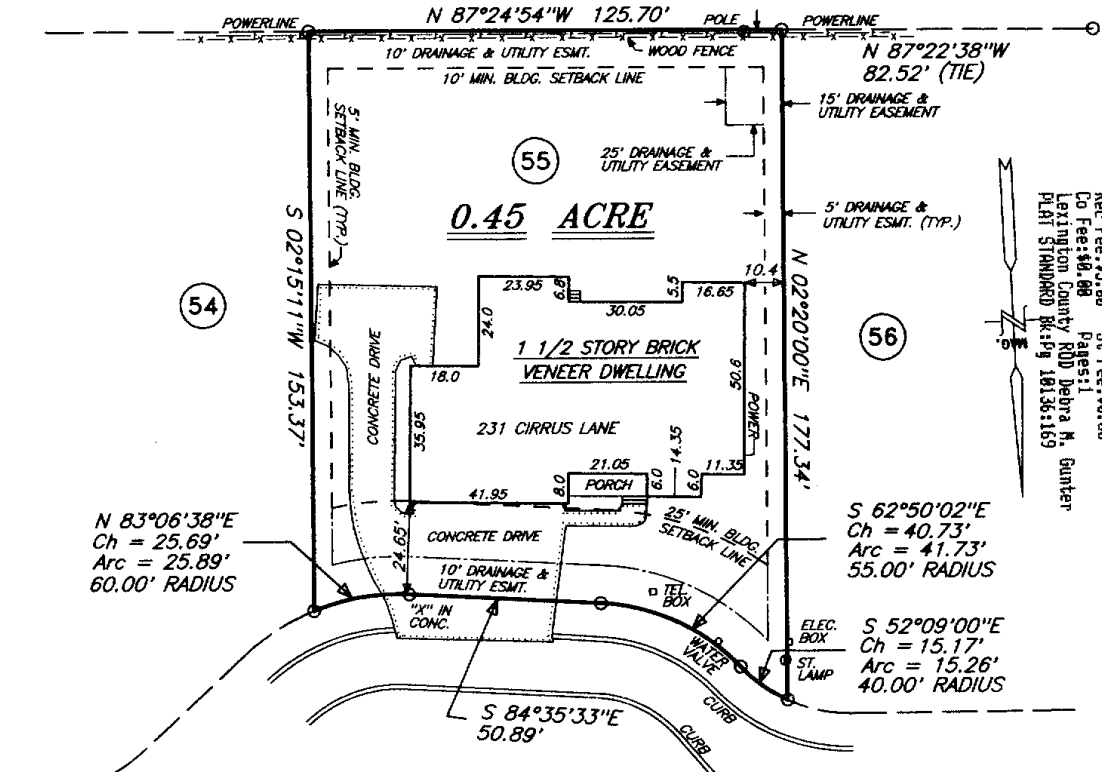 N 87°24'54"W 125.70'
POWERLINE
POLE
POWERLINE
10' DRAINAGE & UTILITY ESMT.
WOOD FENCE
N 87°22'38"W
82.52' (TIE)
10' MIN. BLDG. SETBACK LINE
15' DRAINAGE &
UTILITY EASEMENT
5' MIN. BLDG.
SETBACK LINE (TYP.)
55
25' DRAINAGE &
UTILITY EASEMENT
0.45 ACRE
5' DRAINAGE &
UTILITY ESMT. (TYP.)
S 02°15'11"W 153.37'
N 02°20'00"E 177.34'
54
56
MAG.
Co Fee:$0.00 Pages:1
Lexington County ROD Debra M. Gunter
PLAT STANDARD Bk:Pg 18136:169
10.4
23.95
6.8
5.5
16.65
30.05
24.0
1 1/2 STORY BRICK
VENEER DWELLING
18.0
50.6
CONCRETE DRIVE
35.95
231 CIRRUS LANE
POWER
14.35
21.05
11.35
8.0
PORCH
6.0
6.0
41.95
25' MIN. BLDG.
SETBACK LINE
24.65'
CONCRETE DRIVE
N 83°06'38"E
Ch = 25.69'
Arc = 25.89'
60.00' RADIUS
S 62°50'02"E
Ch = 40.73'
Arc = 41.73'
55.00' RADIUS
10' DRAINAGE &
UTILITY ESMT.
TEL.
BOX
"X" IN
CONC.
WATER
VALVE
ELEC.
BOX
ST.
LAMP
S 52°09'00"E
Ch = 15.17'
Arc = 15.26'
40.00' RADIUS
S 84°35'33"E
50.89'
CURB
CURB